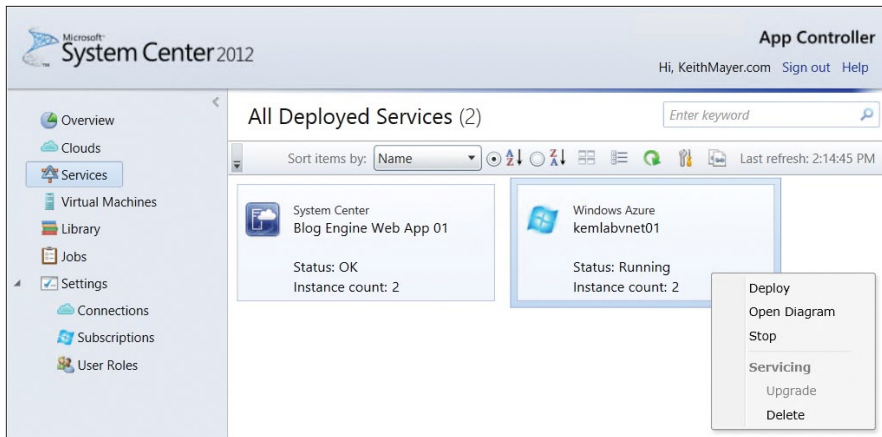 Microsoft
System Center 2012
App Controller
Hi, KeithMayer.com Sign out Help
Overview
Clouds
Services
Virtual Machines
Library
Jobs
Settings
Connections
Subscriptions
User Roles
All Deployed Services (2)
Enter keyword
Sort items by: Name
A
Z
Z
A
Last refresh: 2:14:45 PM
System Center
Blog Engine Web App 01
Status: OK
Instance count: 2
Windows Azure
kemlabvnet01
Status: Running
Instance count: 2
Deploy
Open Diagram
Stop
Servicing
Upgrade
Delete